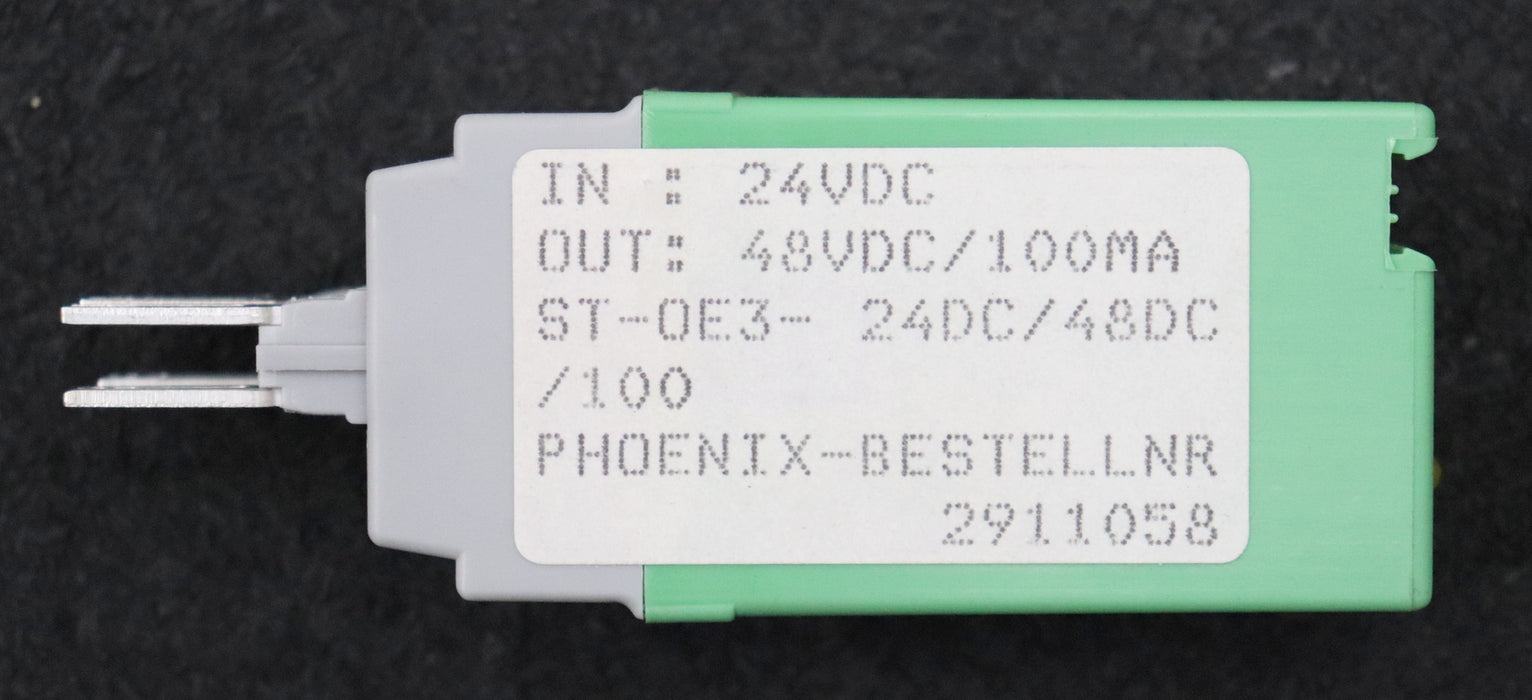 IN : 24VDC
OUT: 48VDC/100MA
ST-OE3- 24DC/48DC
/100
PHOENIX-BESTELLNR
2911058